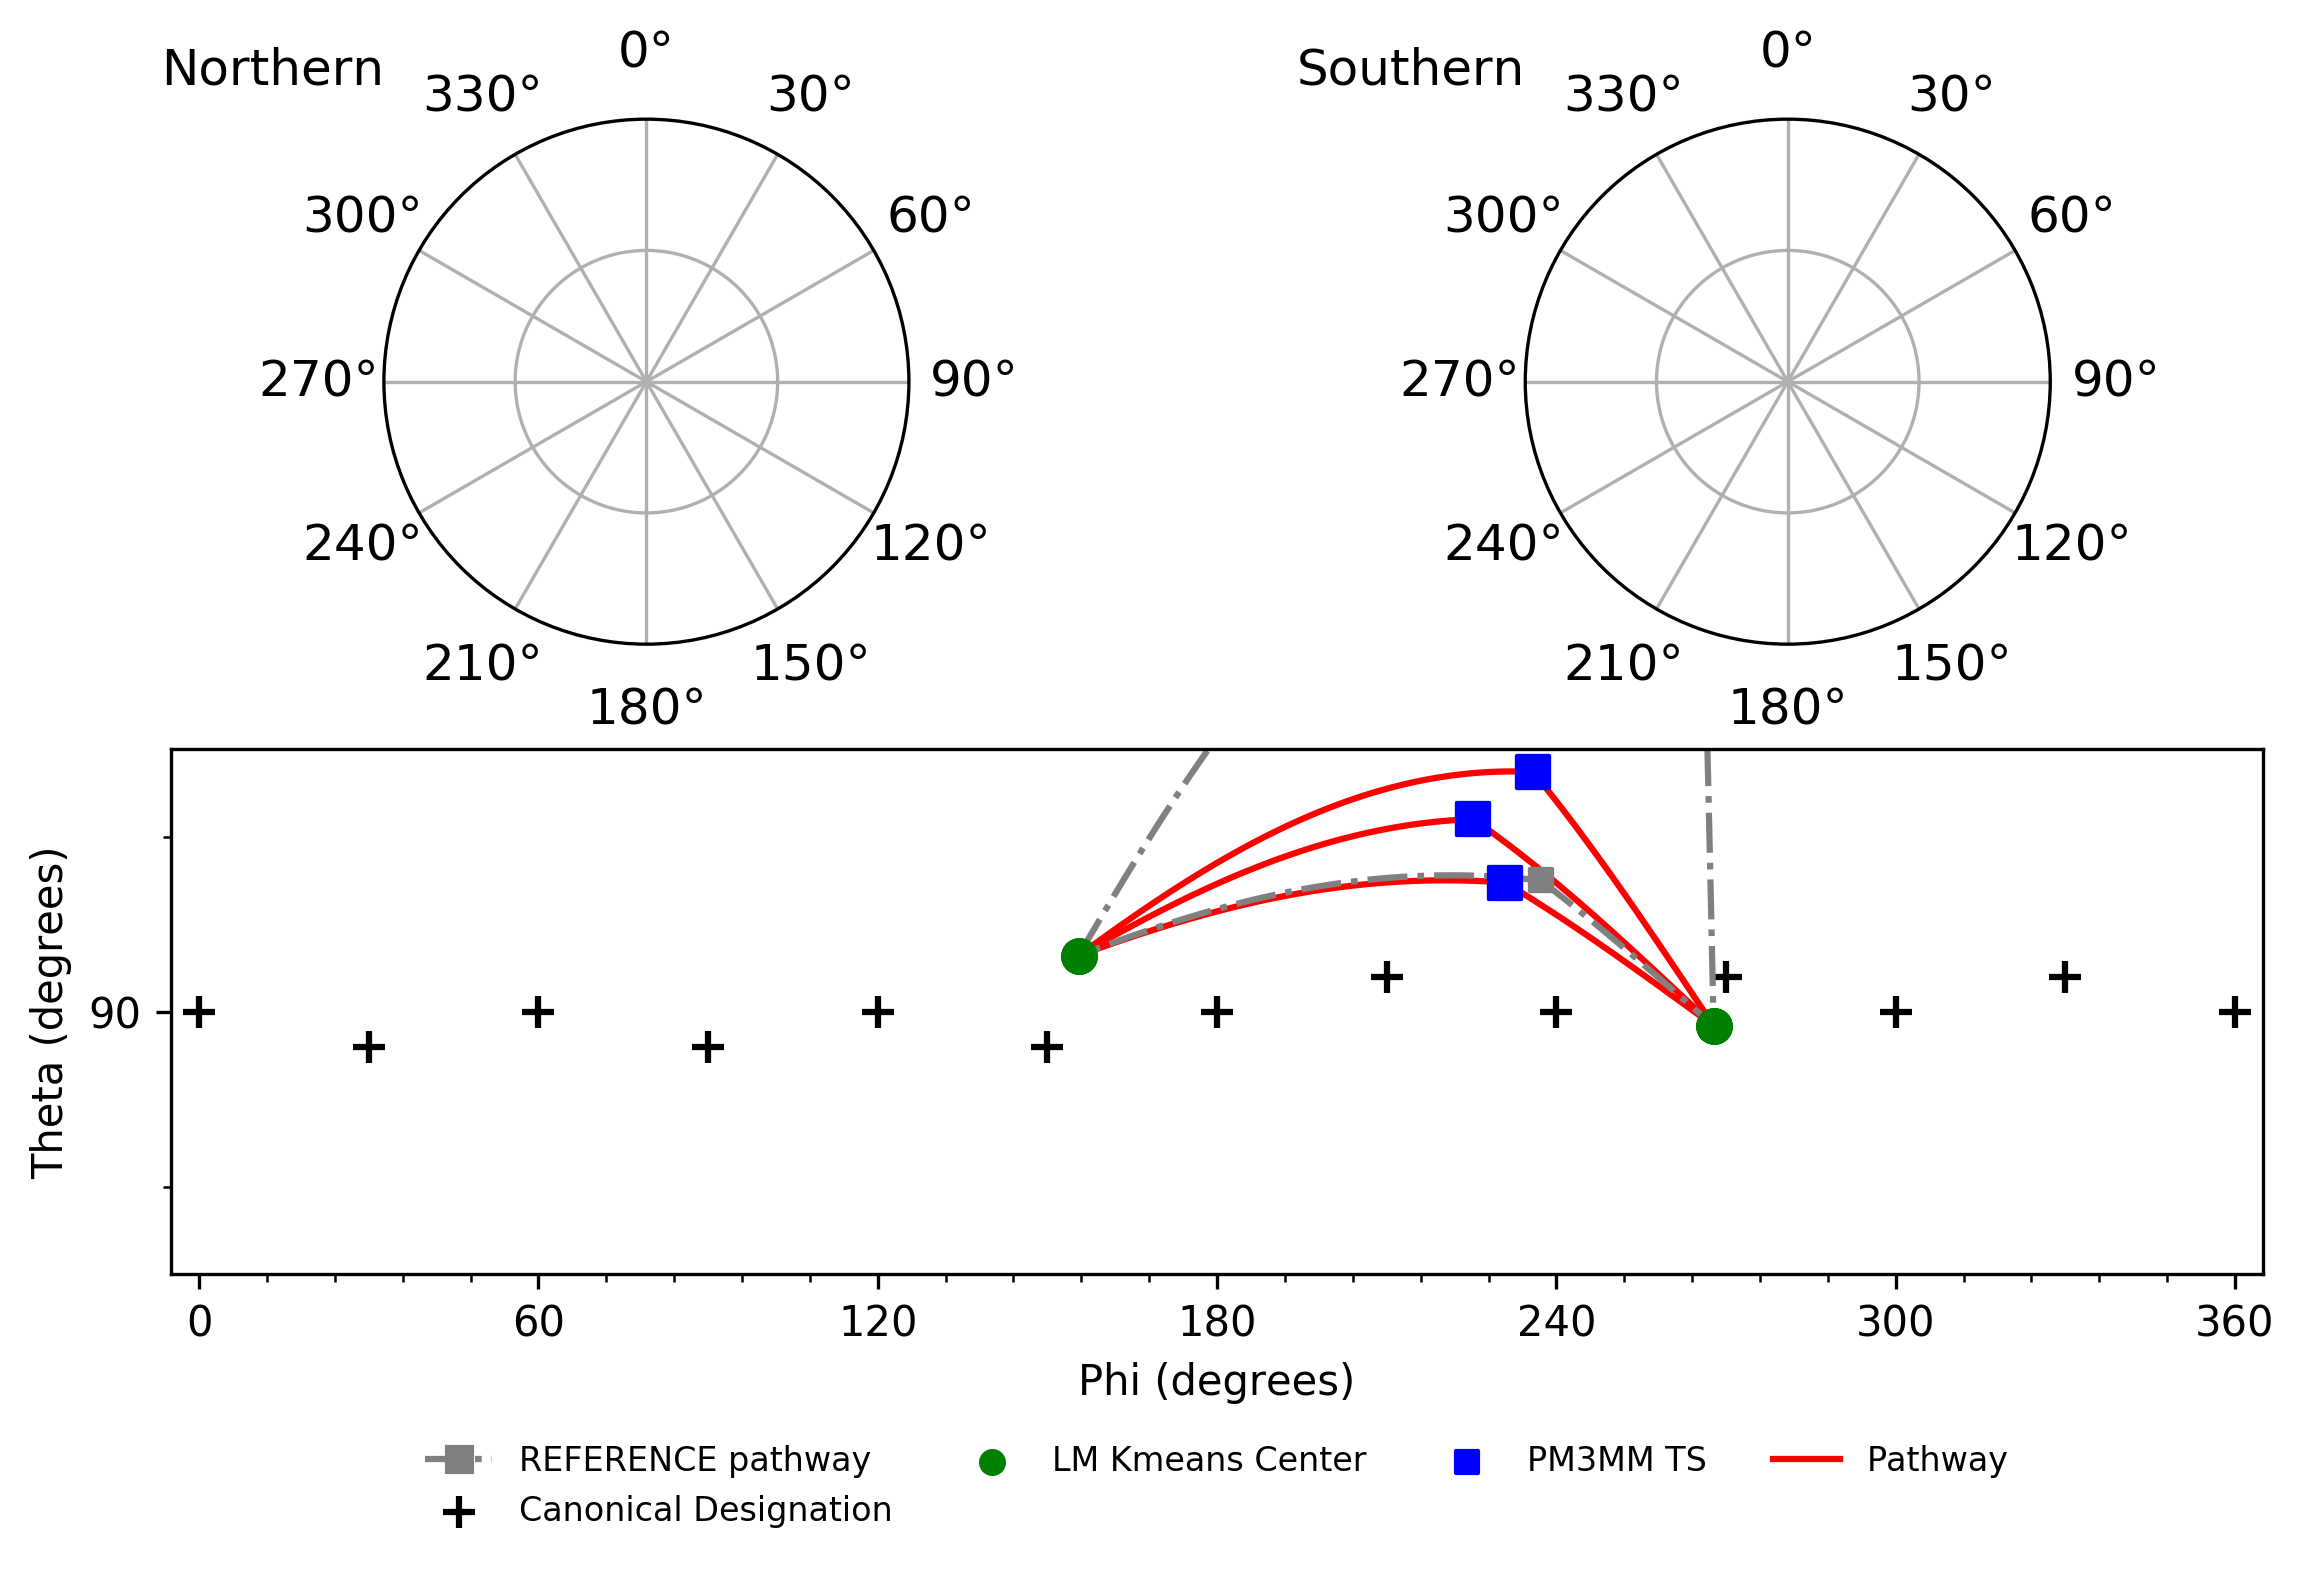 Northern
0°
30°
60°
90°
120°
150°
180°
210°
240°
270°
300°
330°
Southern
0°
30°
60°
90°
120°
150°
180°
210°
240°
270°
300°
330°
Theta (degrees)
90
0 60 120 180 240 300 360
Phi (degrees)
REFERENCE pathway
Canonical Designation
LM Kmeans Center
PM3MM TS
Pathway